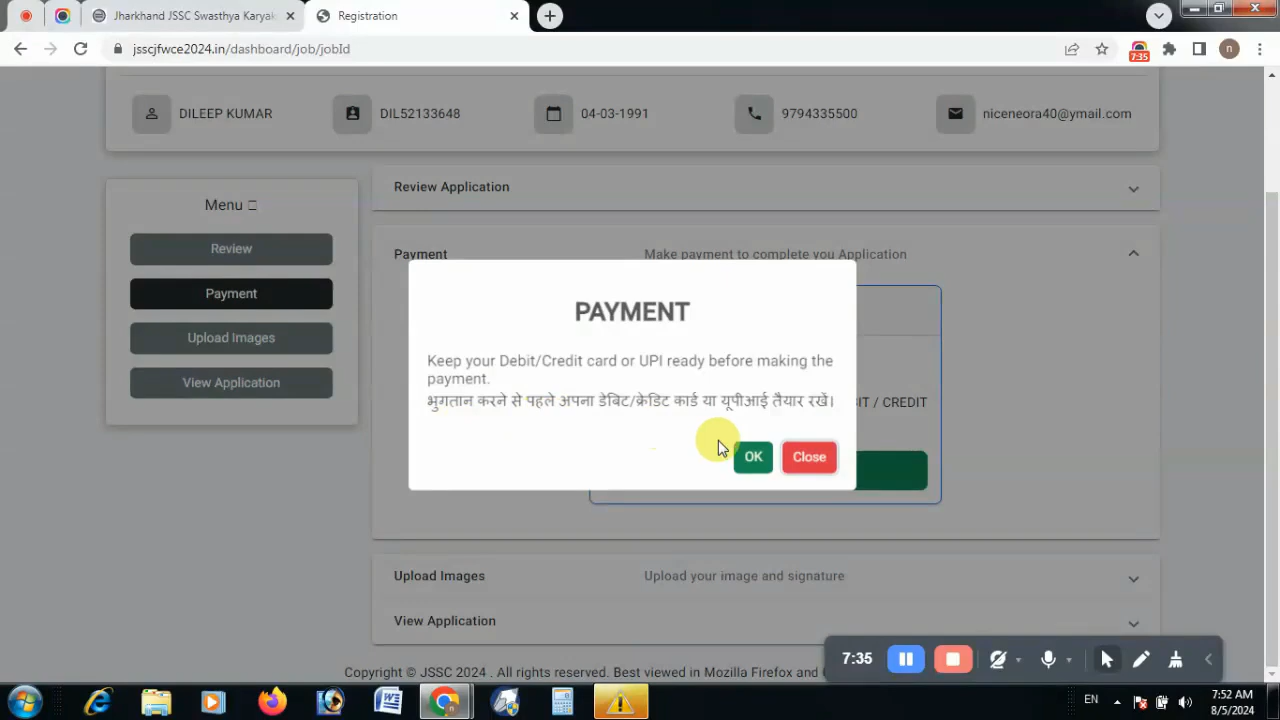 Jharkhand JSSC Swasthya Karyak
Registration
jsscjfwce2024.in/dashboard/job/jobId
7:35
n
DILEEP KUMAR
DIL52133648
04-03-1991
9794335500
niceneora40@ymail.com
Menu
Review
Payment
Upload Images
View Application
Review Application
Payment
Make payment to complete you Application
PAYMENT
Keep your Debit/Credit card or UPI ready before making the
payment.
भुगतान करने से पहले अपना डेबिट/क्रेडिट कार्ड या यूपीआई तैयार रखें।
IT / CREDIT
OK
Close
Upload Images
Upload your image and signature
View Application
Copyright © JSSC 2024 . All rights reserved. Best viewed in Mozilla Firefox and
7:35
EN
7:52 AM
8/5/2024